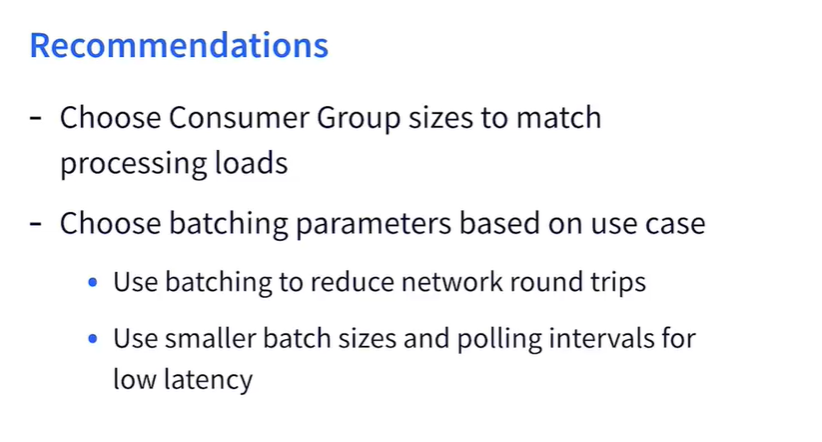 Recommendations
- Choose Consumer Group sizes to match
processing loads
- Choose batching parameters based on use case
• Use batching to reduce network round trips
• Use smaller batch sizes and polling intervals for
low latency